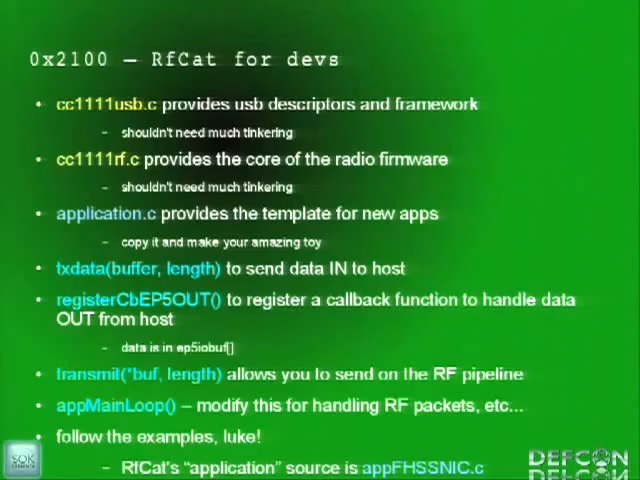 0x2100 — RfCat for devs
• cc1111usb.c provides usb descriptors and framework
– shouldn't need much tinkering
• cc1111rf.c provides the core of the radio firmware
– shouldn't need much tinkering
• application.c provides the template for new apps
– copy it and make your amazing toy
• txdata(buffer, length) to send data IN to host
• registerCbEP5OUT() to register a callback function to handle data
OUT from host
– data is in ep5iobuf[]
• transmit(*buf, length) allows you to send on the RF pipeline
• appMainLoop() – modify this for handling RF packets, etc...
• follow the examples, luke!
– RfCat's “application” source is appFHSSNIC.c
SOK
DEFCON